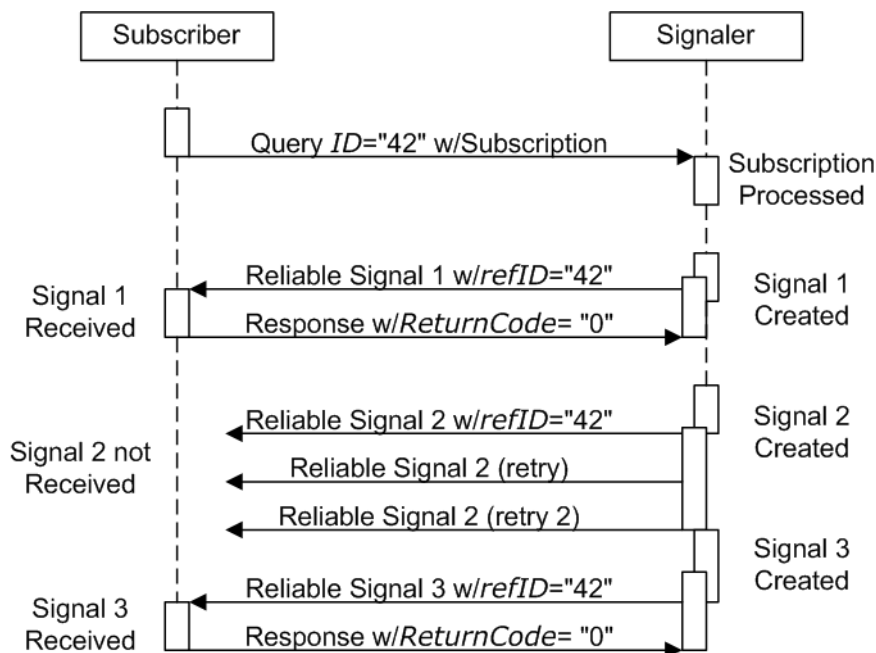 Subscriber
Signaler
Query ID="42" w/Subscription
Subscription
Processed
Reliable Signal 1 w/refID="42"
Signal 1
Received
Signal 1
Created
Response w/ReturnCode= "0"
Reliable Signal 2 w/refID="42"
Signal 2
Created
Signal 2 not
Received
Reliable Signal 2 (retry)
Reliable Signal 2 (retry 2)
Signal 3
Created
Reliable Signal 3 w/refID="42"
Signal 3
Received
Response w/ReturnCode= "0"